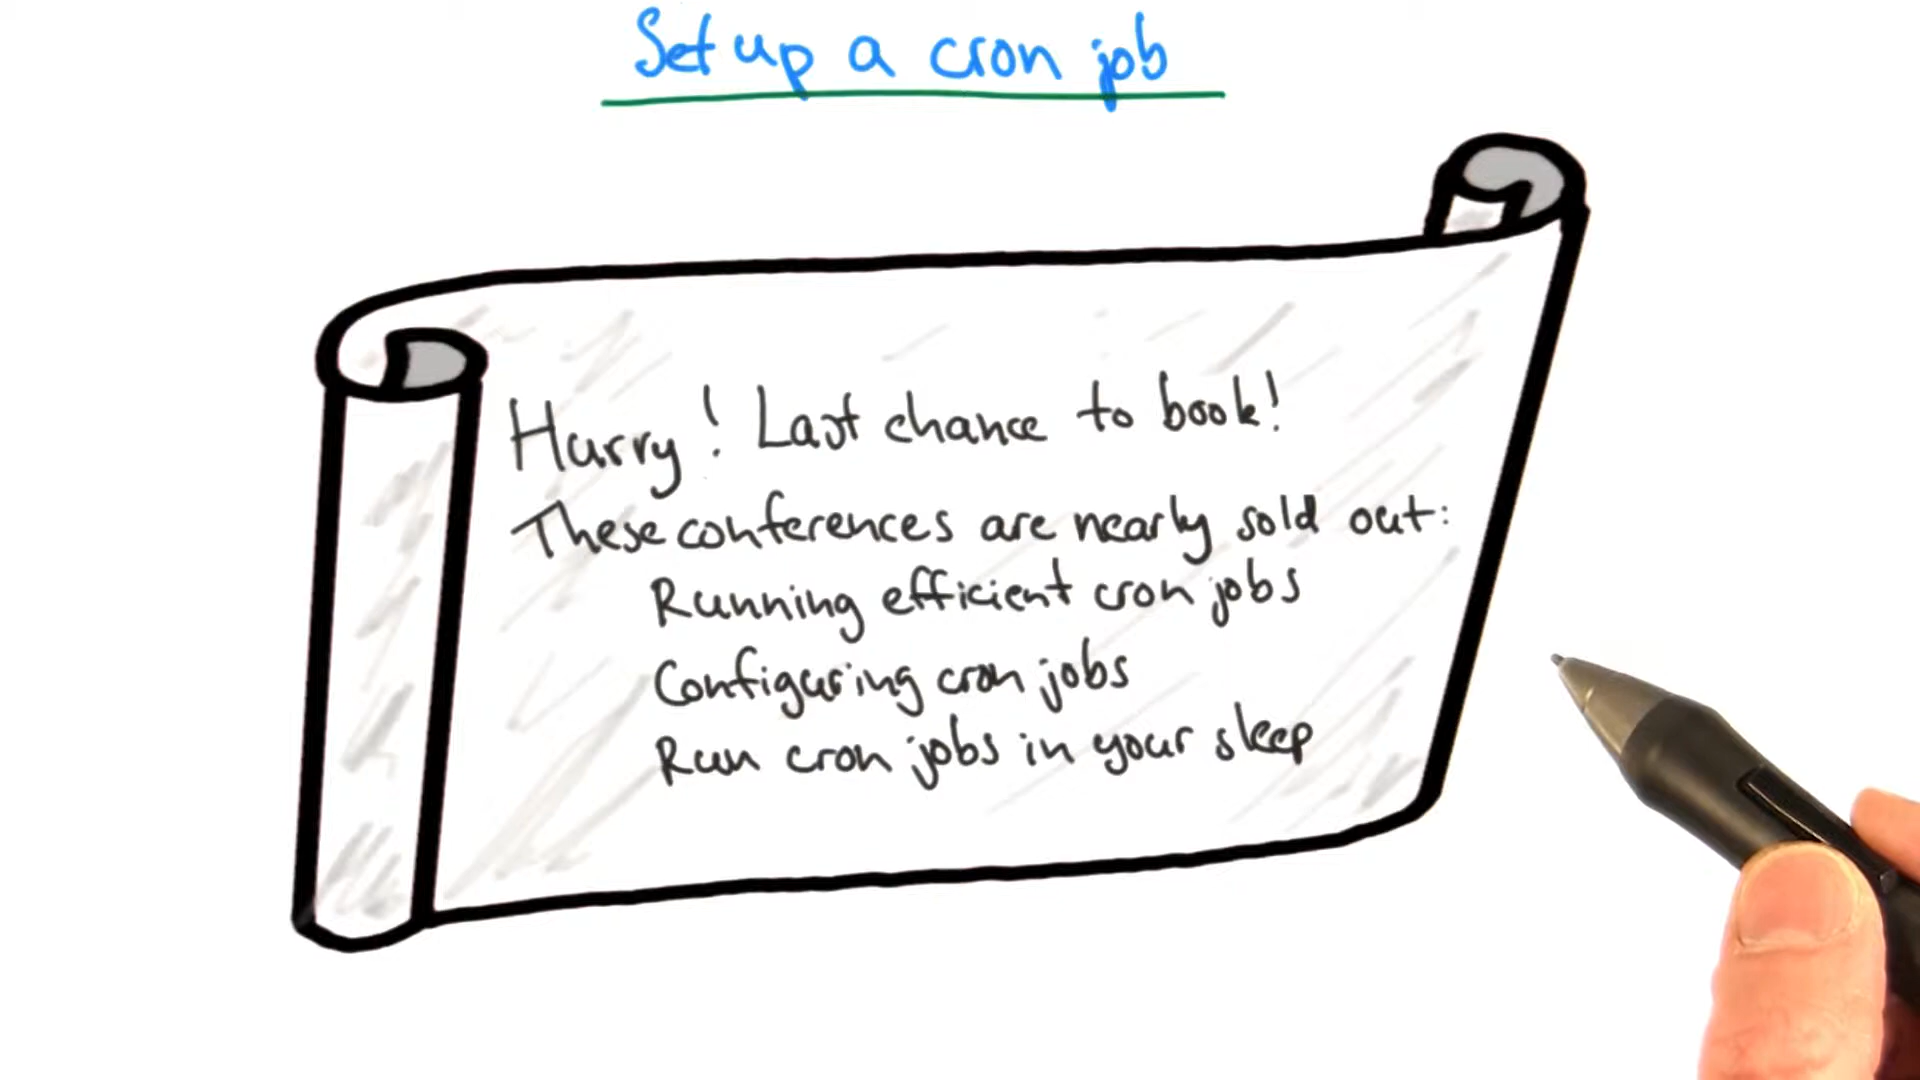 Set up a cron job
Hurry! Last chance to book!
These conferences are nearly sold out:
Running efficient cron jobs
Configuring cron jobs
Run cron jobs in your sleep